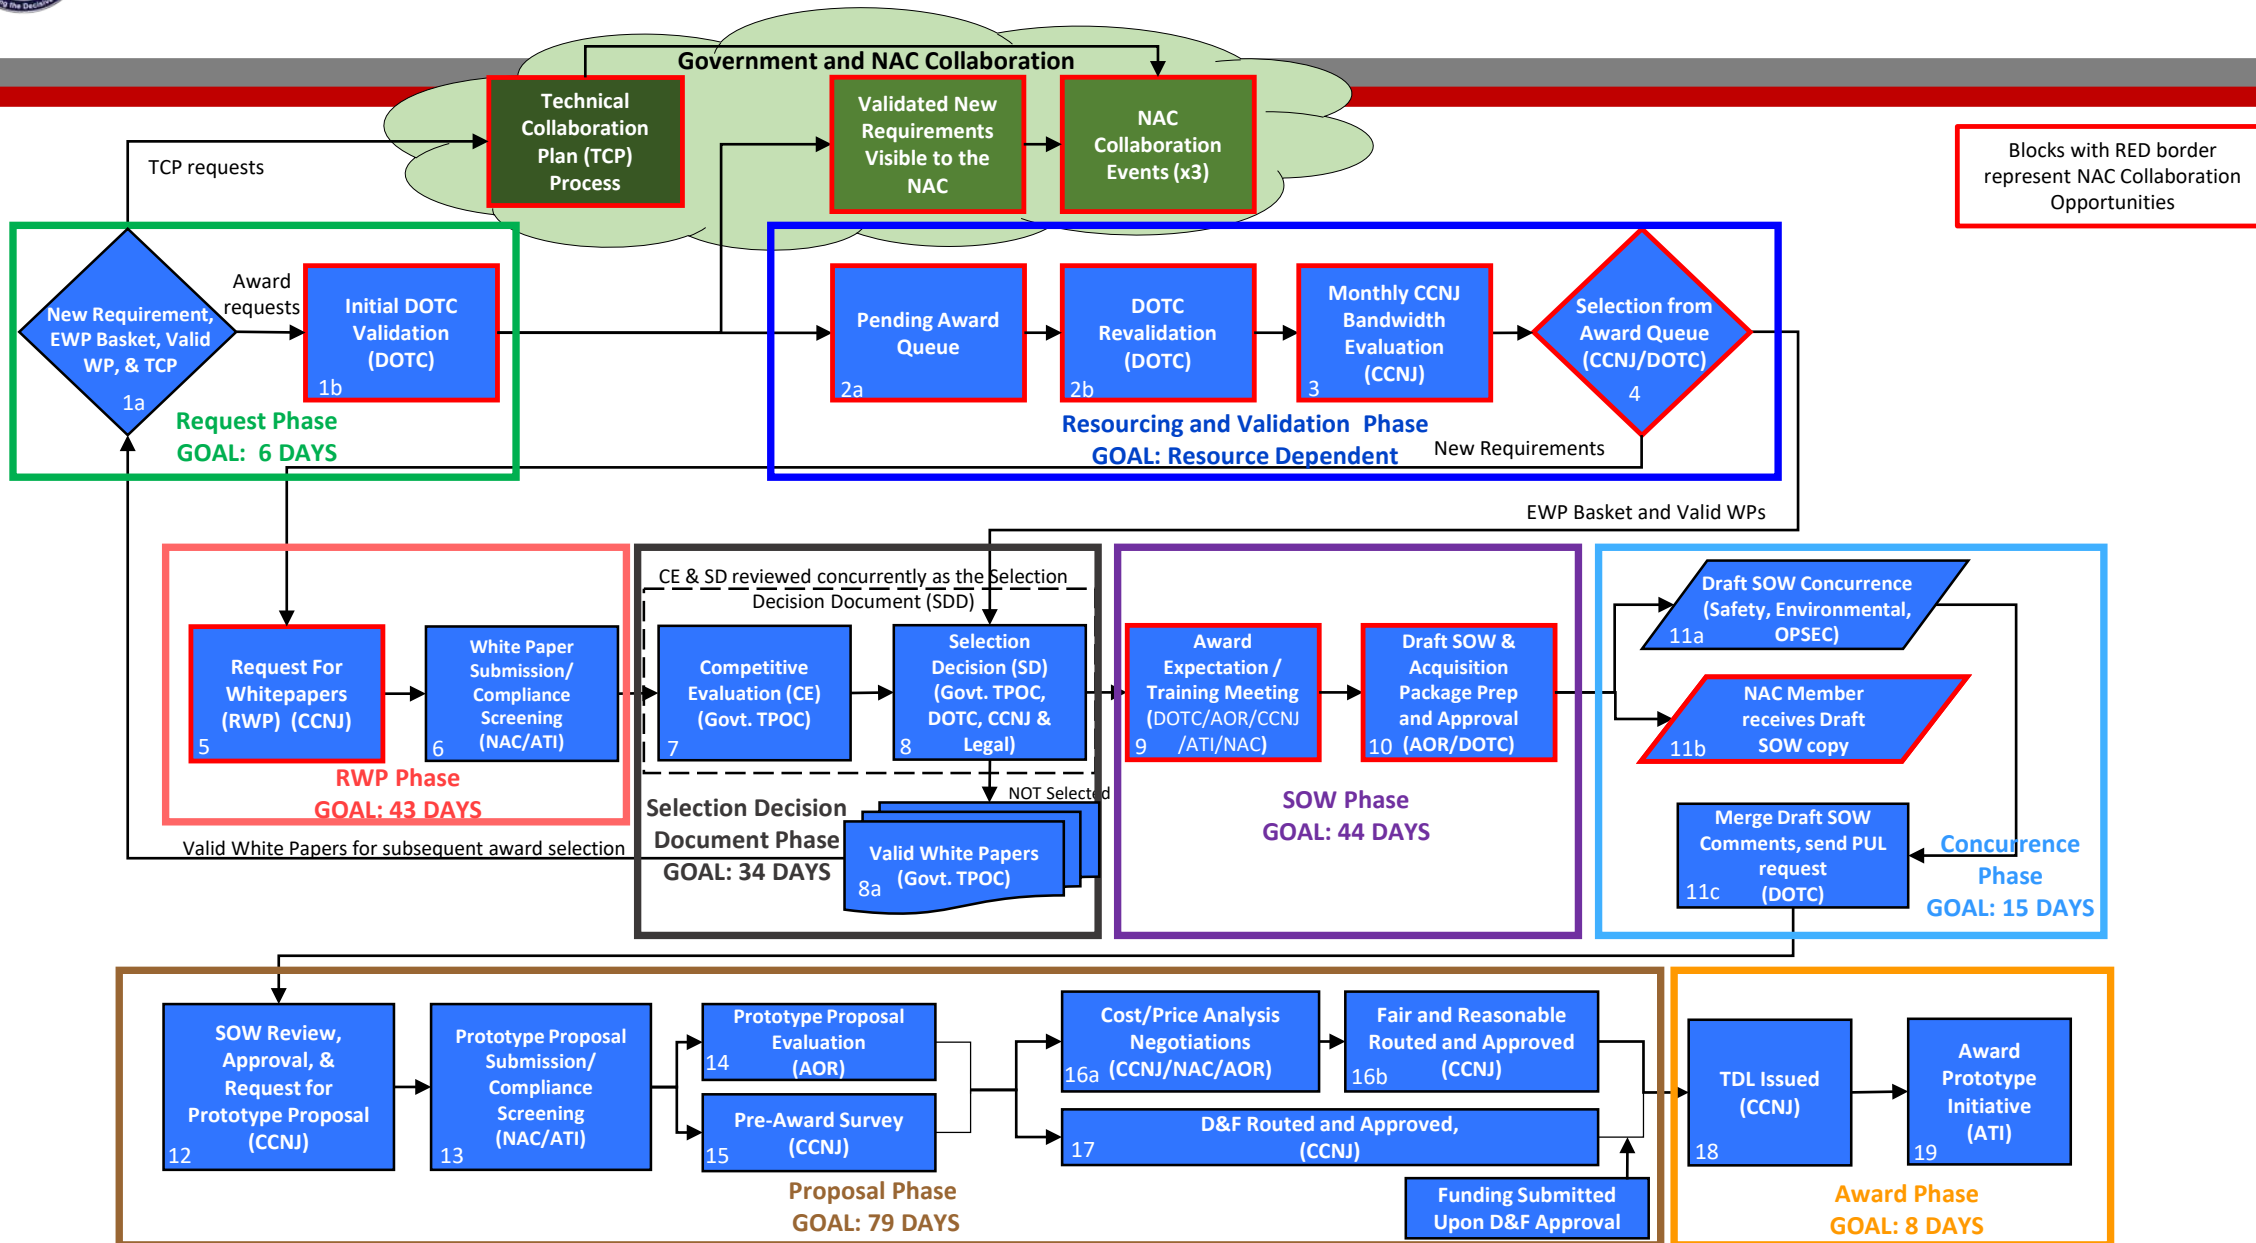 ng the Decisive
Government and NAC Collaboration
Technical
Collaboration
Plan (TCP)
Process
Validated New
Requirements
Visible to the
NAC
NAC
Collaboration
Events (x3)
Blocks with RED border
represent NAC Collaboration
Opportunities
TCP requests
New Requirement,
EWP Basket, Valid
WP, & TCP
1a
Award
requests
Initial DOTC
Validation
(DOTC)
1b
Request Phase
GOAL:  6 DAYS
Pending Award
Queue
2a
DOTC
Revalidation
(DOTC)
2b
Monthly CCNJ
Bandwidth
Evaluation
(CCNJ)
3
Selection from
Award Queue
(CCNJ/DOTC)
4
Resourcing and Validation  Phase
GOAL: Resource Dependent
New Requirements
EWP Basket and Valid WPs
Request For
Whitepapers
(RWP)  (CCNJ)
5
White Paper
Submission/
Compliance
Screening
(NAC/ATI)
6
RWP Phase
GOAL: 43 DAYS
CE & SD reviewed concurrently as the Selection
Decision Document (SDD)
Competitive
Evaluation (CE)
(Govt. TPOC)
7
Selection
Decision (SD)
(Govt. TPOC,
DOTC, CCNJ &
Legal)
8
NOT Selected
Selection Decision
Document Phase
GOAL: 34 DAYS
Valid White Papers
(Govt. TPOC)
8a
Valid White Papers for subsequent award selection
Award
Expectation /
Training Meeting
(DOTC/AOR/CCNJ
/ATI/NAC)
9
Draft SOW &
Acquisition
Package Prep
and Approval
(AOR/DOTC)
10
SOW Phase
GOAL: 44 DAYS
Draft SOW Concurrence
(Safety, Environmental,
OPSEC)
11a
NAC Member
receives Draft
SOW copy
11b
Merge Draft SOW
Comments, send PUL
request
(DOTC)
11c
Concurrence
Phase
GOAL: 15 DAYS
SOW Review,
Approval, &
Request for
Prototype Proposal
(CCNJ)
12
Prototype Proposal
Submission/
Compliance
Screening
(NAC/ATI)
13
Prototype Proposal
Evaluation
(AOR)
14
Pre-Award Survey
(CCNJ)
15
Cost/Price Analysis
Negotiations
(CCNJ/NAC/AOR)
16a
Fair and Reasonable
Routed and Approved
(CCNJ)
16b
D&F Routed and Approved,
(CCNJ)
17
Funding Submitted
Upon D&F Approval
Proposal Phase
GOAL: 79 DAYS
TDL Issued
(CCNJ)
18
Award
Prototype
Initiative
(ATI)
19
Award Phase
GOAL: 8 DAYS